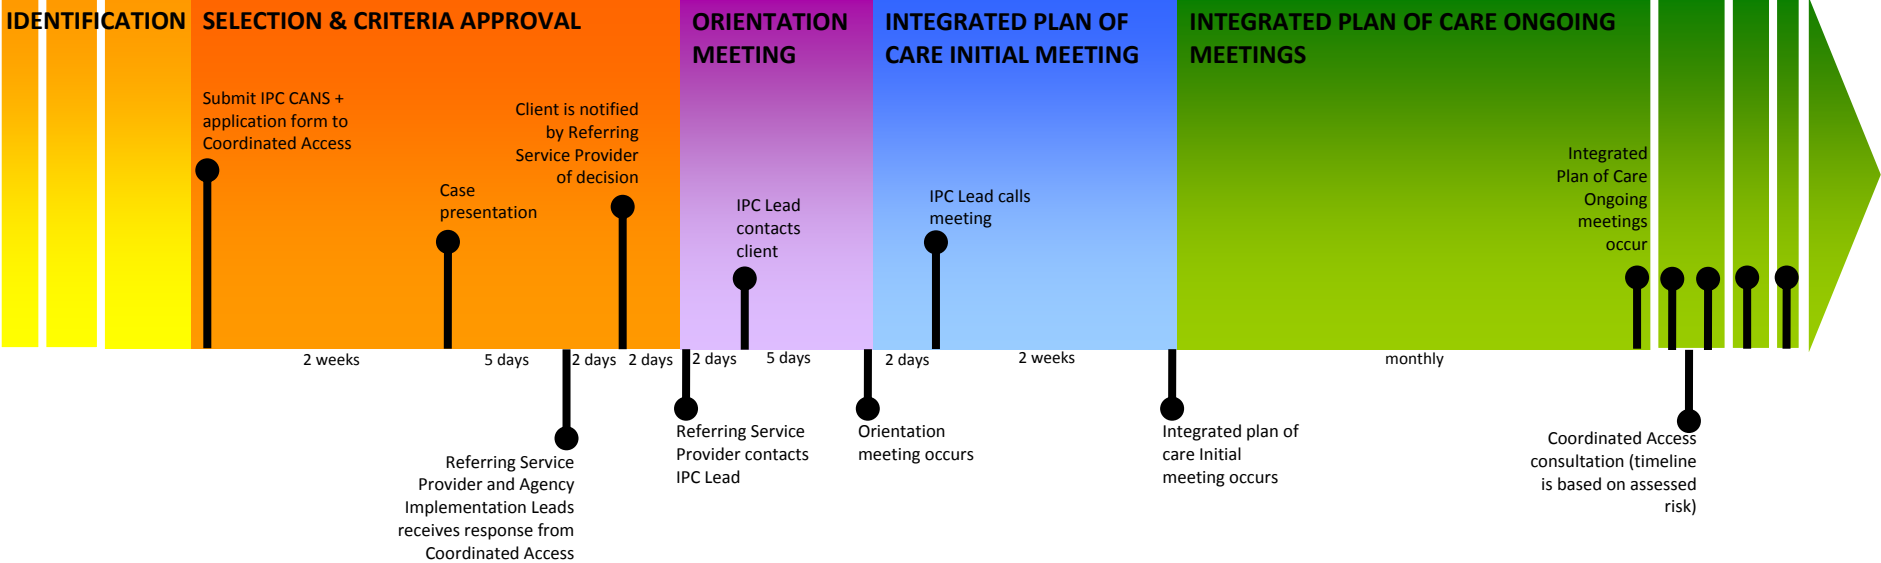 IDENTIFICATION
SELECTION & CRITERIA APPROVAL
ORIENTATION
MEETING
INTEGRATED PLAN OF
CARE INITIAL MEETING
INTEGRATED PLAN OF CARE ONGOING
MEETINGS
Submit IPC CANS +
application form to
Coordinated Access
Case
presentation
Client is notified
by Referring
Service Provider
of decision
IPC Lead
contacts
client
IPC Lead calls
meeting
Integrated
Plan of Care
Ongoing
meetings
occur
2 weeks
5 days
2 days
2 days
2 days
5 days
2 days
2 weeks
monthly
Referring Service
Provider and Agency
Implementation Leads
receives response from
Coordinated Access
Referring Service
Provider contacts
IPC Lead
Orientation
meeting occurs
Integrated plan of
care Initial
meeting occurs
Coordinated Access
consultation (timeline
is based on assessed
risk)